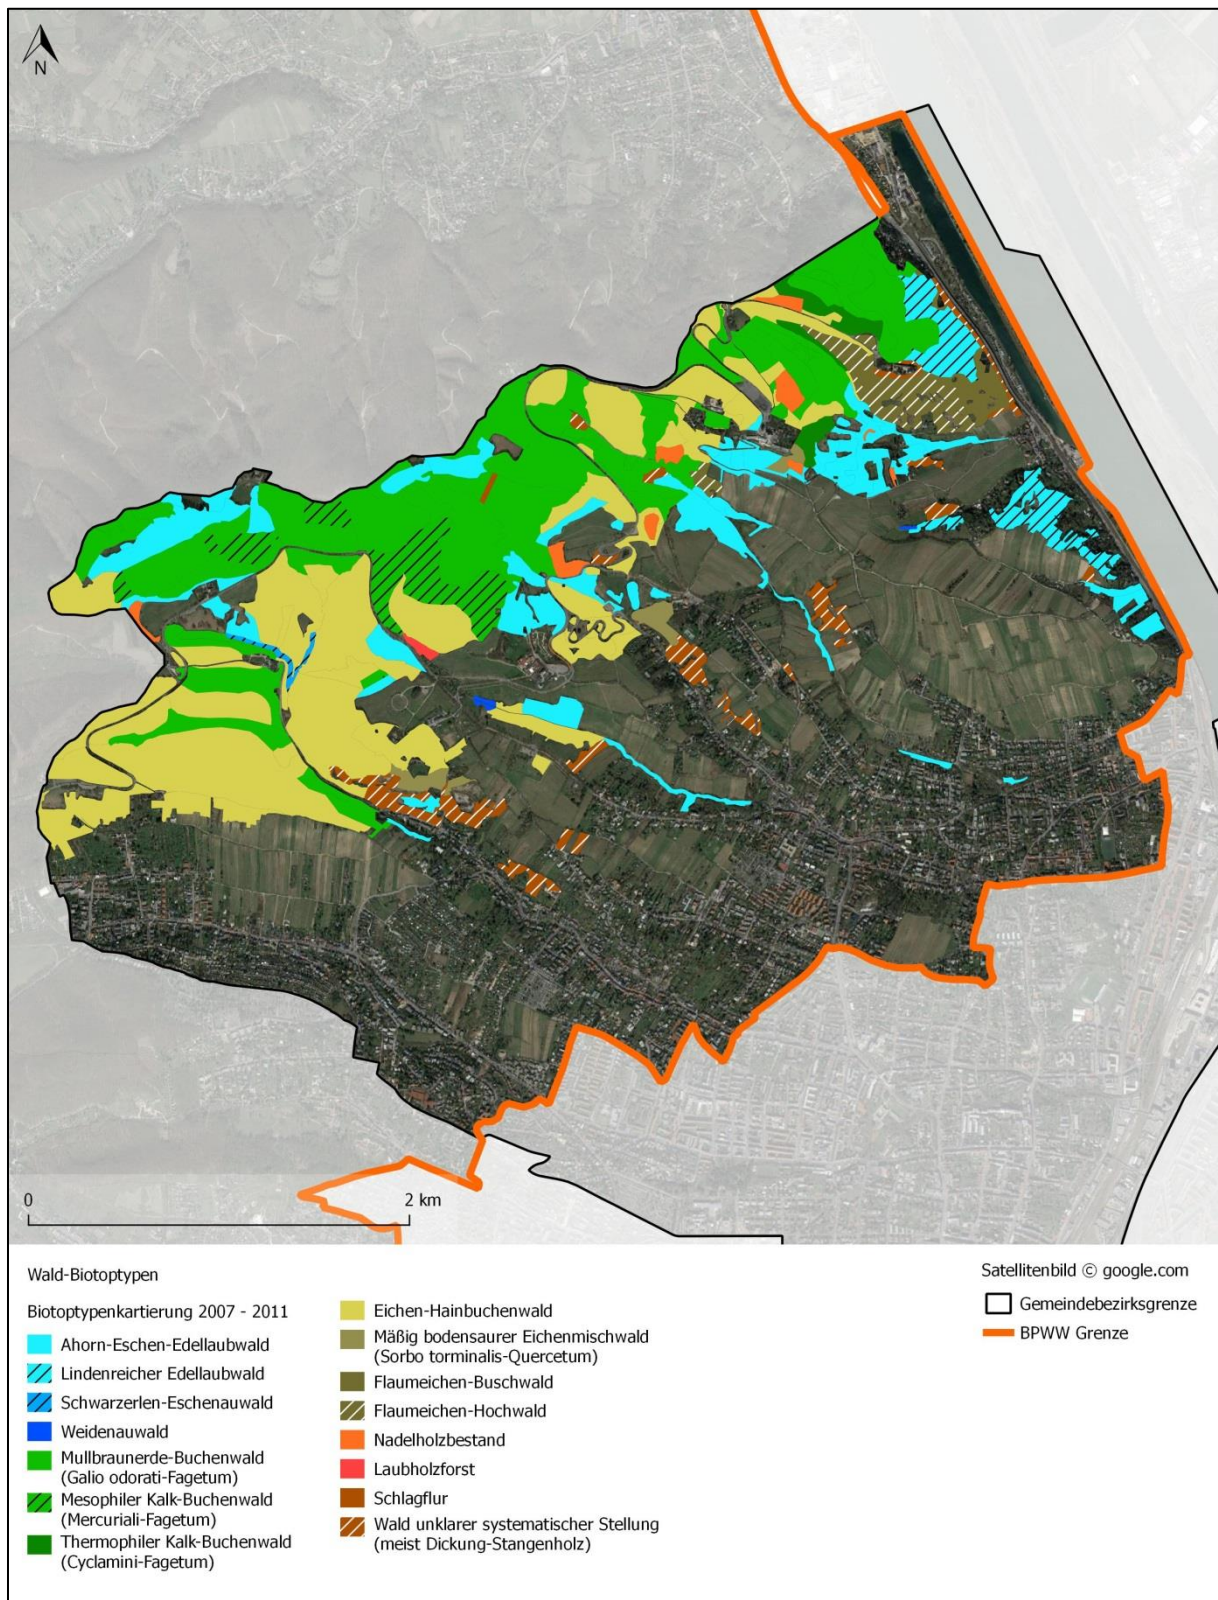 N
0
2 km
Wald-Biotoptypen
Biotoptypenkartierung 2007 - 2011
Ahorn-Eschen-Edellaubwald
Lindenreicher Edellaubwald
Schwarzerlen-Eschenauwald
Weidenauwald
Mullbraunerde-Buchenwald
(Galio odorati-Fagetum)
Mesophiler Kalk-Buchenwald
(Mercuriali-Fagetum)
Thermophiler Kalk-Buchenwald
(Cyclamini-Fagetum)
Eichen-Hainbuchenwald
Mäßig bodensaurer Eichenmischwald
(Sorbo torminalis-Quercetum)
Flaumeichen-Buschwald
Flaumeichen-Hochwald
Nadelholzbestand
Laubholzforst
Schlagflur
Wald unklarer systematischer Stellung
(meist Dickung-Stangenholz)
Satellitenbild © google.com
Gemeindebezirksgrenze
BPWW Grenze